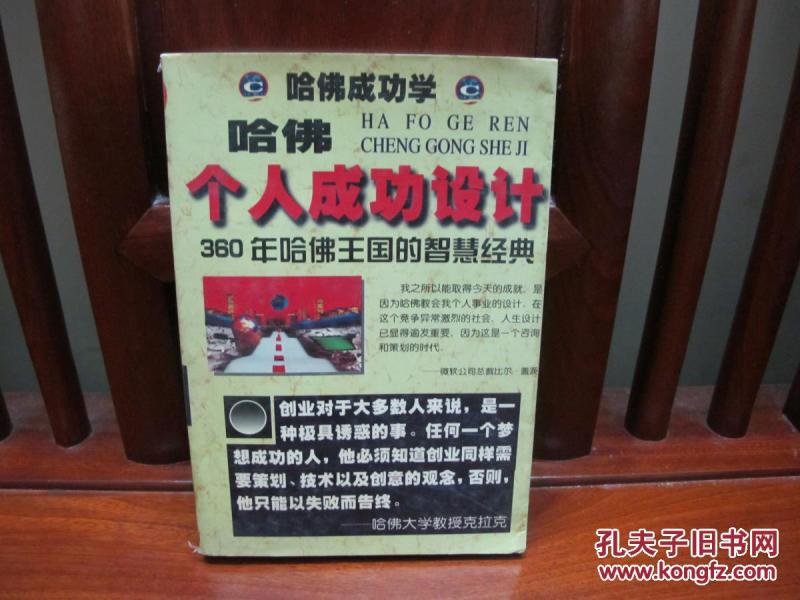 哈佛成功学
哈佛
HA FO GE REN
CHENG GONG SHE JI
个人成功设计
360年哈佛王国的智慧经典
我之所以能取得今天的成就，是
因为哈佛教会我个人事业的设计。在
这个竞争异常激烈的社会，人生设计
已显得逾发重要，因为这是一个咨询
和策划的时代。
——微软公司总裁比尔·盖茨
创业对于大多数人来说，是一
种极具诱惑的事。任何一个梦
想成功的人，他必须知道创业同样需
要策划、技术以及创意的观念，否则，
他只能以失败而告终。
——哈佛大学教授克拉克
孔夫子旧书网
www.kongfz.com